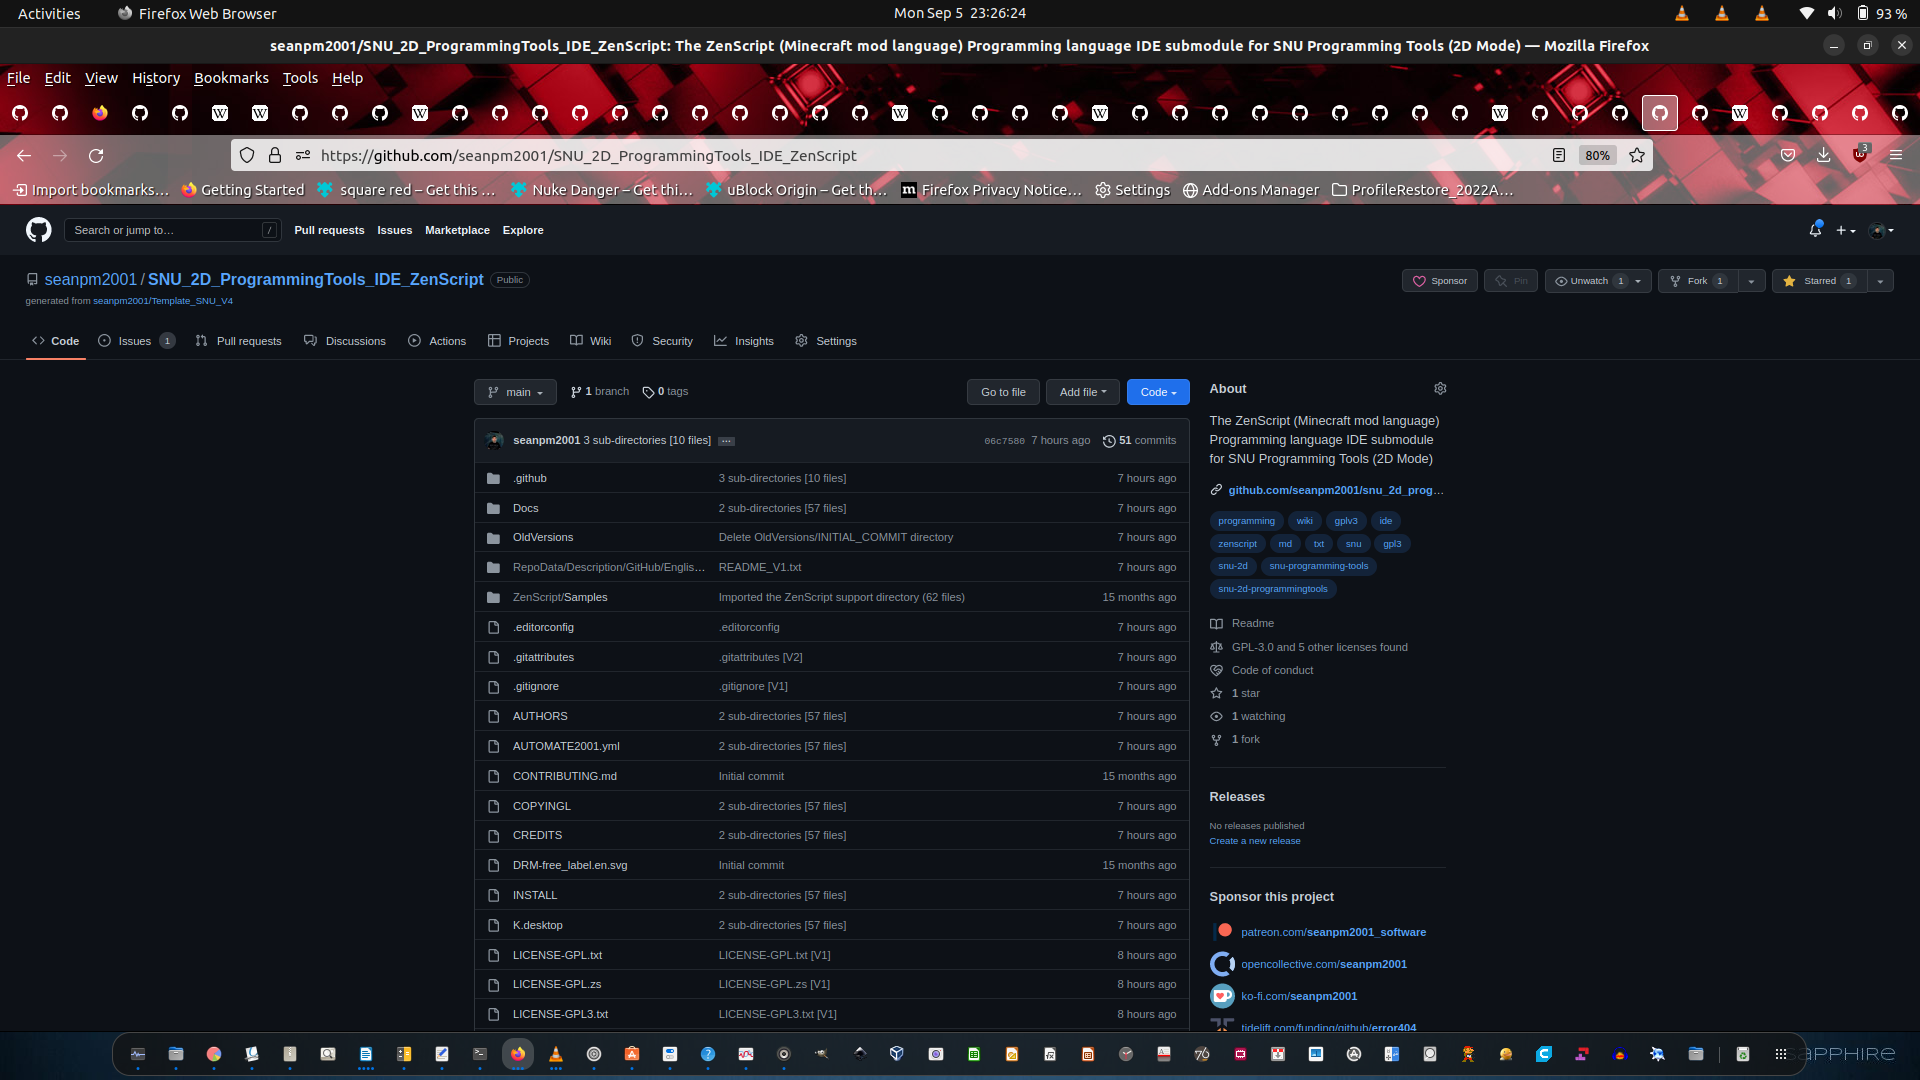 Activities
Firefox Web Browser
Mon Sep 5 23:26:24
93 %
seanpm2001/SNU_2D_ProgrammingTools_IDE_ZenScript: The ZenScript (Minecraft mod language) Programming language IDE submodule for SNU Programming Tools (2D Mode) — Mozilla Firefox
File Edit View History Bookmarks Tools Help
https://github.com/seanpm2001/SNU_2D_ProgrammingTools_IDE_ZenScript
80%
3
Import bookmarks…
Getting Started
square red – Get this …
Nuke Danger – Get thi…
uBlock Origin – Get th…
Firefox Privacy Notice…
Settings
Add-ons Manager
ProfileRestore_2022A…
Search or jump to…
/
Pull requests
Issues
Marketplace
Explore
seanpm2001 / SNU_2D_ProgrammingTools_IDE_ZenScript Public
generated from seanpm2001/Template_SNU_V4
Sponsor
Pin
Unwatch 1
Fork 1
Starred 1
Code
Issues 1
Pull requests
Discussions
Actions
Projects
Wiki
Security
Insights
Settings
main
1 branch
0 tags
Go to file
Add file
Code
seanpm2001 3 sub-directories [10 files] …
06c7580 7 hours ago
51 commits
.github 3 sub-directories [10 files] 7 hours ago
Docs 2 sub-directories [57 files] 7 hours ago
OldVersions Delete OldVersions/INITIAL_COMMIT directory 7 hours ago
RepoData/Description/GitHub/Englis… README_V1.txt 7 hours ago
ZenScript/Samples Imported the ZenScript support directory (62 files) 15 months ago
.editorconfig .editorconfig 7 hours ago
.gitattributes .gitattributes [V2] 7 hours ago
.gitignore .gitignore [V1] 7 hours ago
AUTHORS 2 sub-directories [57 files] 7 hours ago
AUTOMATE2001.yml 2 sub-directories [57 files] 7 hours ago
CONTRIBUTING.md Initial commit 15 months ago
COPYINGL 2 sub-directories [57 files] 7 hours ago
CREDITS 2 sub-directories [57 files] 7 hours ago
DRM-free_label.en.svg Initial commit 15 months ago
INSTALL 2 sub-directories [57 files] 7 hours ago
K.desktop 2 sub-directories [57 files] 7 hours ago
LICENSE-GPL.txt LICENSE-GPL.txt [V1] 8 hours ago
LICENSE-GPL.zs LICENSE-GPL.zs [V1] 8 hours ago
LICENSE-GPL3.txt LICENSE-GPL3.txt [V1] 8 hours ago
About
The ZenScript (Minecraft mod language)
Programming language IDE submodule
for SNU Programming Tools (2D Mode)
github.com/seanpm2001/snu_2d_prog…
programming wiki gplv3 ide
zenscript md txt snu gpl3
snu-2d snu-programming-tools
snu-2d-programmingtools
Readme
GPL-3.0 and 5 other licenses found
Code of conduct
1 star
1 watching
1 fork
Releases
No releases published
Create a new release
Sponsor this project
patreon.com/seanpm2001_software
opencollective.com/seanpm2001
ko-fi.com/seanpm2001
tidelift.com/funding/github/error404
SAPPHIRE